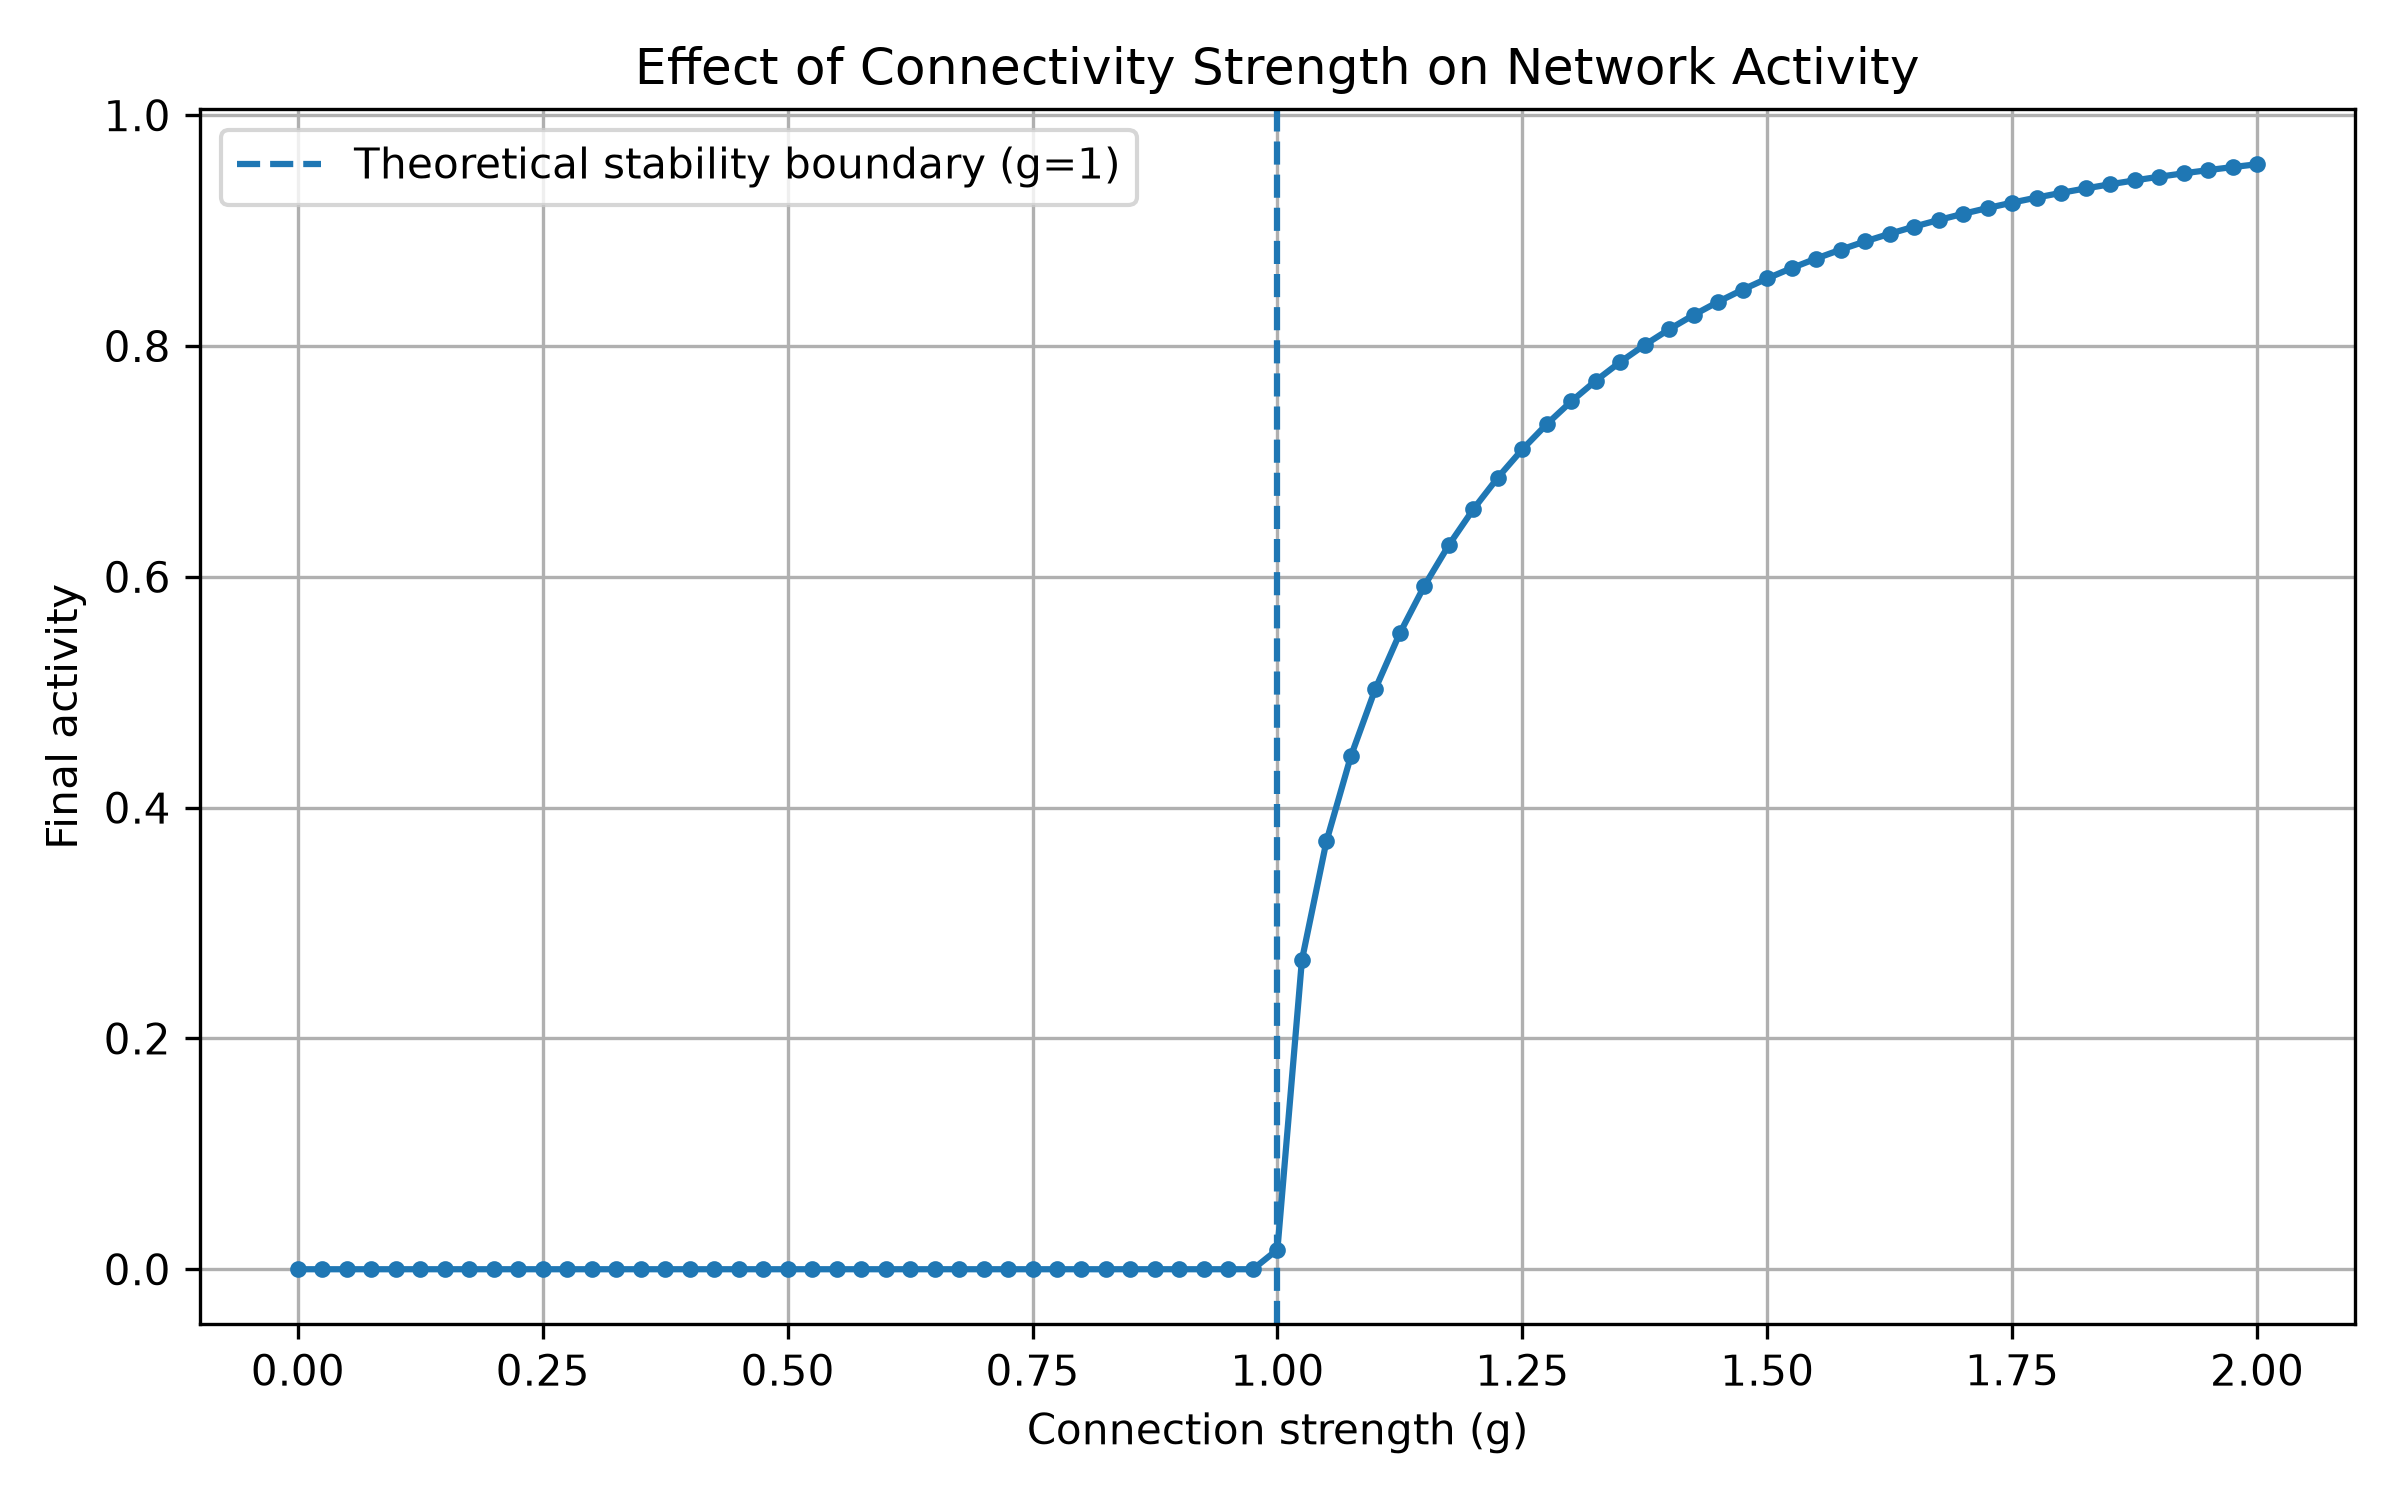 Effect of Connectivity Strength on Network Activity
1.0
Theoretical stability boundary (g=1)
0.8
0.6
0.4
0.2
0.0
Final activity
0.00 0.25 0.50 0.75 1.00 1.25 1.50 1.75 2.00
Connection strength (g)